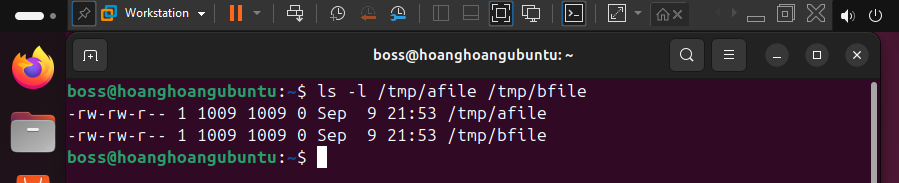 Workstation
boss@hoanghoangubuntu: ~
boss@hoanghoangubuntu:~$ ls -l /tmp/afile /tmp/bfile
-rw-rw-r-- 1 1009 1009 0 Sep  9 21:53 /tmp/afile
-rw-rw-r-- 1 1009 1009 0 Sep  9 21:53 /tmp/bfile
boss@hoanghoangubuntu:~$